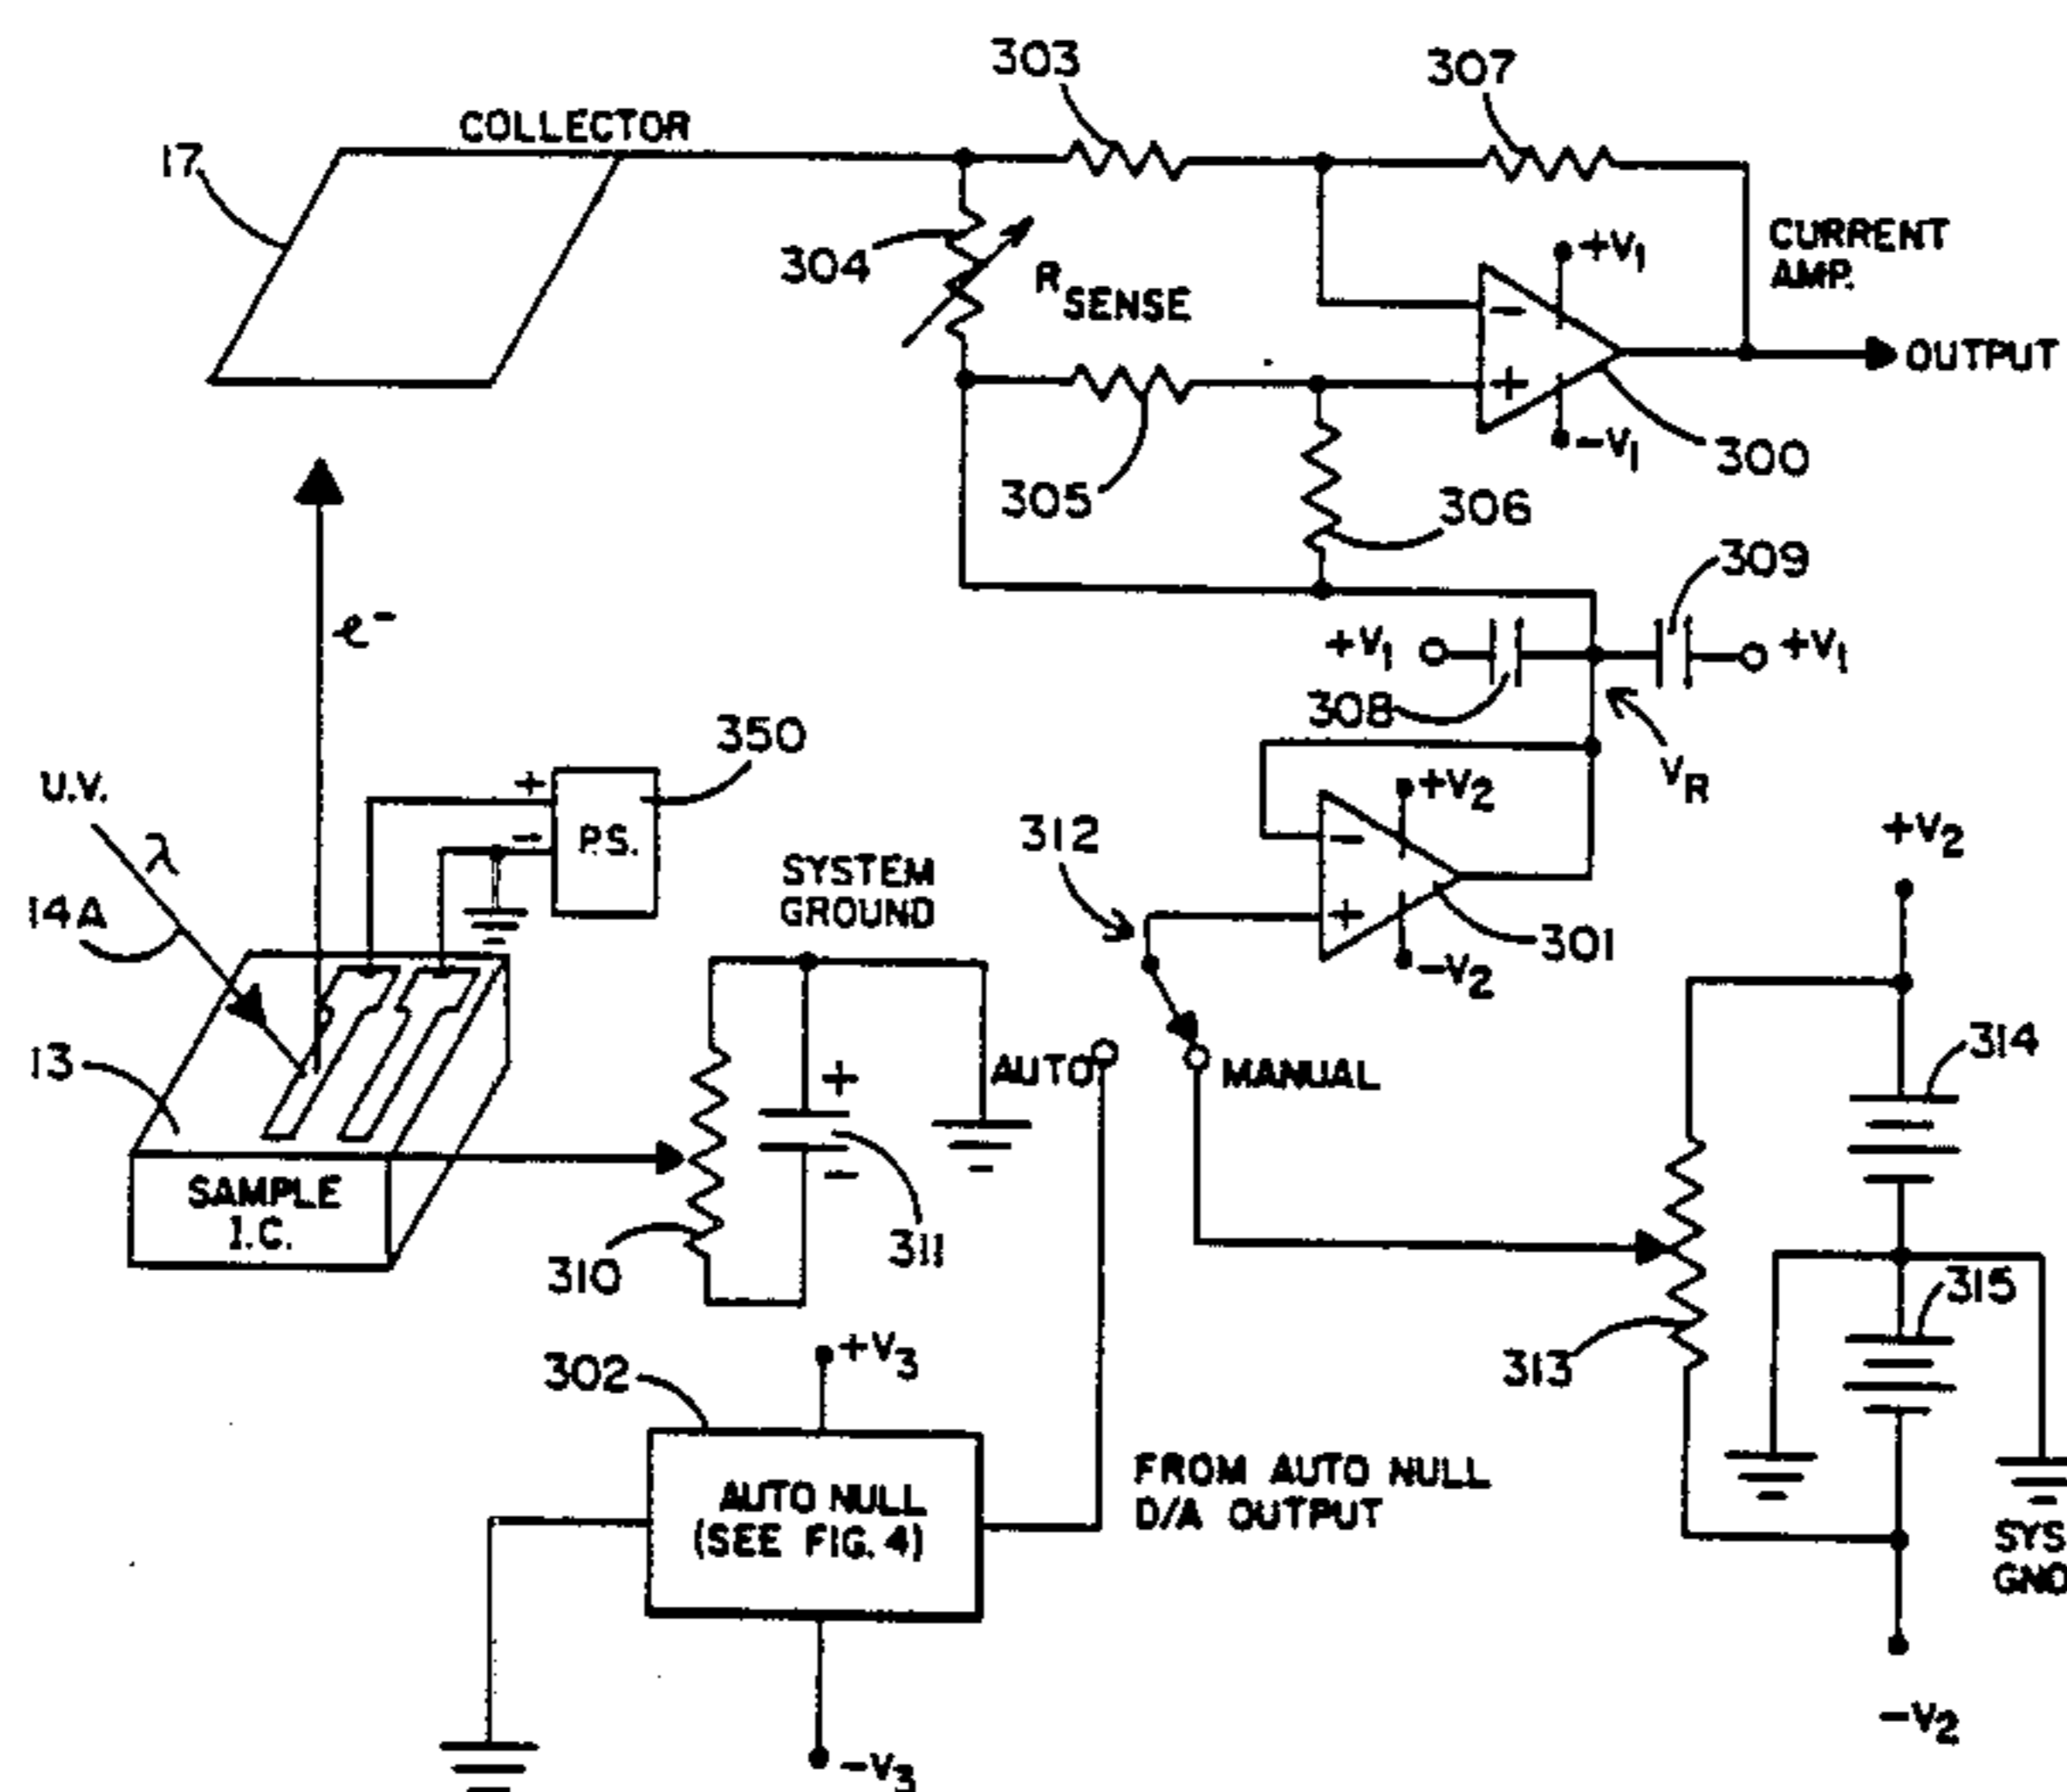 303
307
COLLECTOR
17
CURRENT
AMP.
+V1
304
R SENSE
-
+
OUTPUT
-V1
300
305
306
309
e-
+V1
+V1
308
VR
350
U.V.
λ
+
-
P.S.
+V2
+V2
312
-
+
SYSTEM
GROUND
14A
301
-V2
13
AUTO
MANUAL
314
+
-
SAMPLE
I.C.
310
311
315
313
302
+V3
AUTO NULL
(SEE FIG. 4)
FROM AUTO NULL
D/A OUTPUT
SYS
GND
-V2
-V3